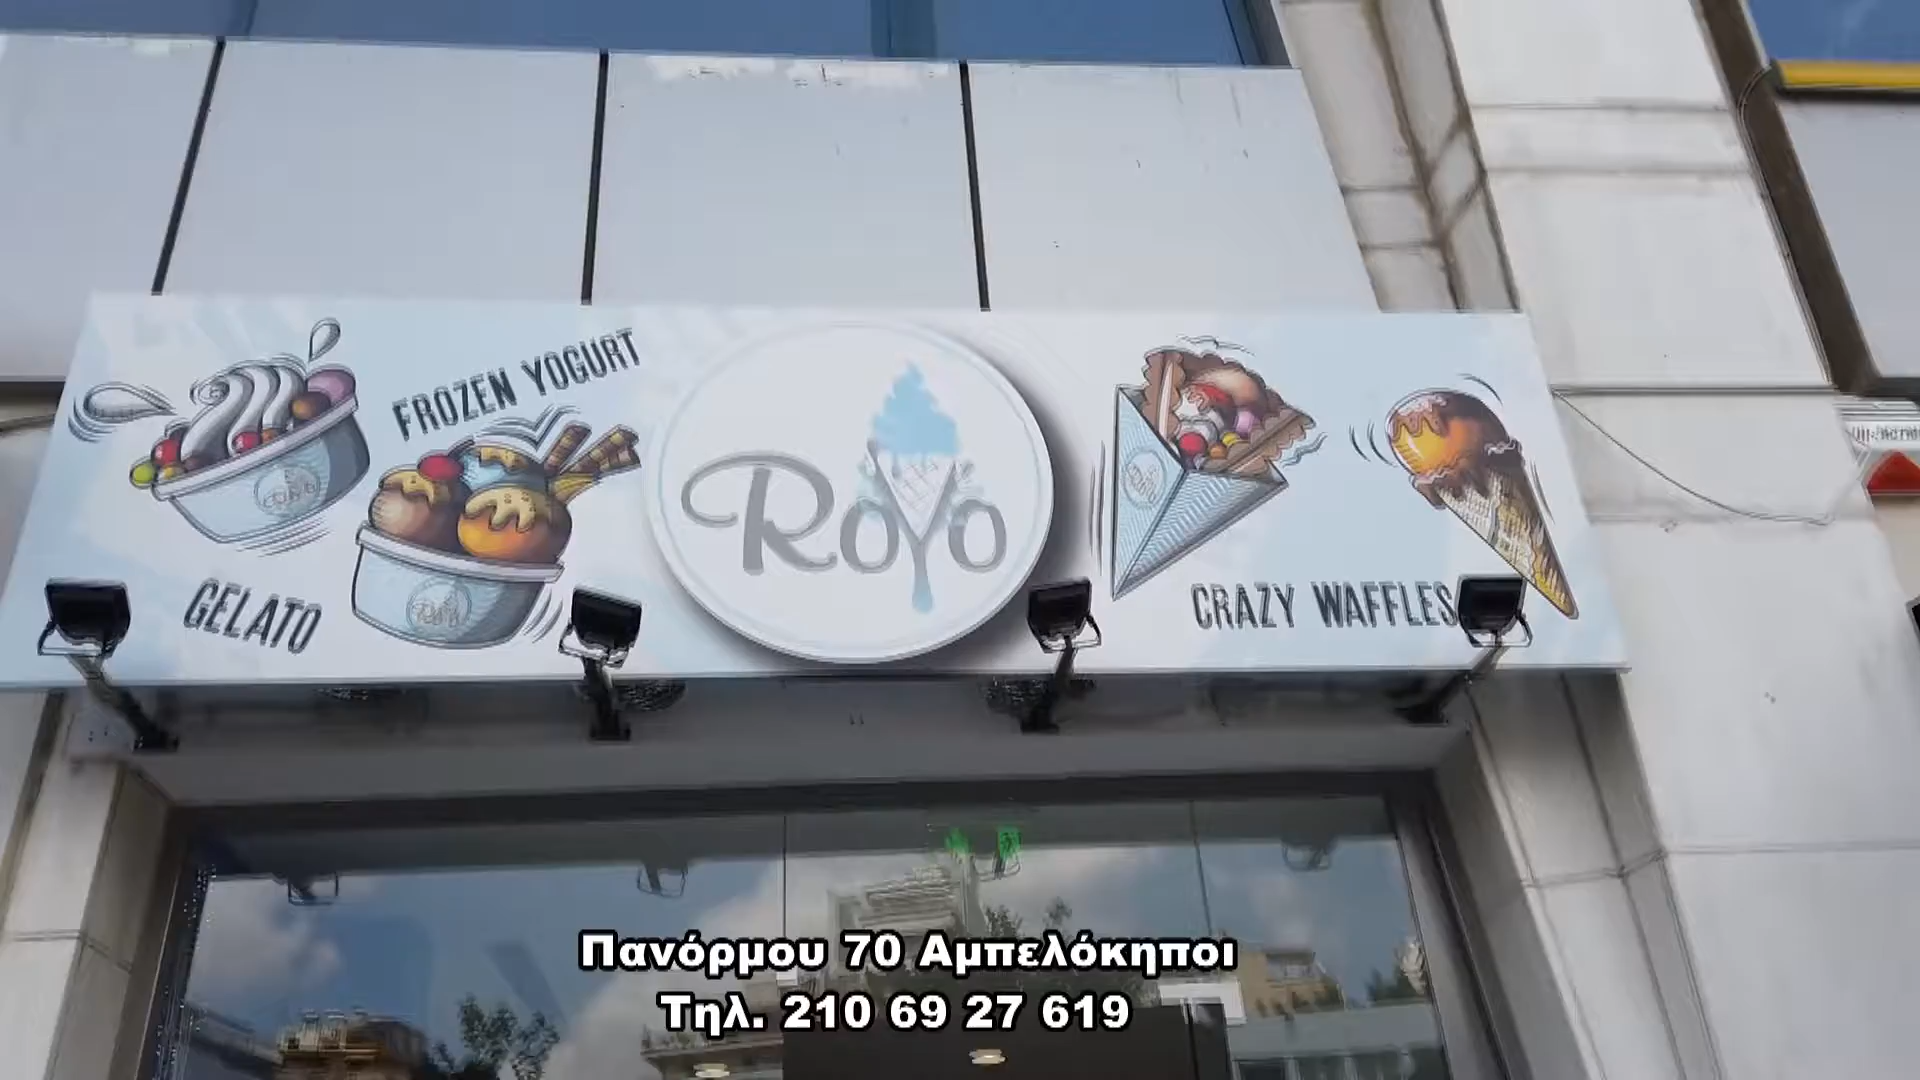 FROZEN YOGURT
GELATO
Royo
CRAZY WAFFLES
Πανόρμου 70 Αμπελόκηποι
Τηλ. 210 69 27 619